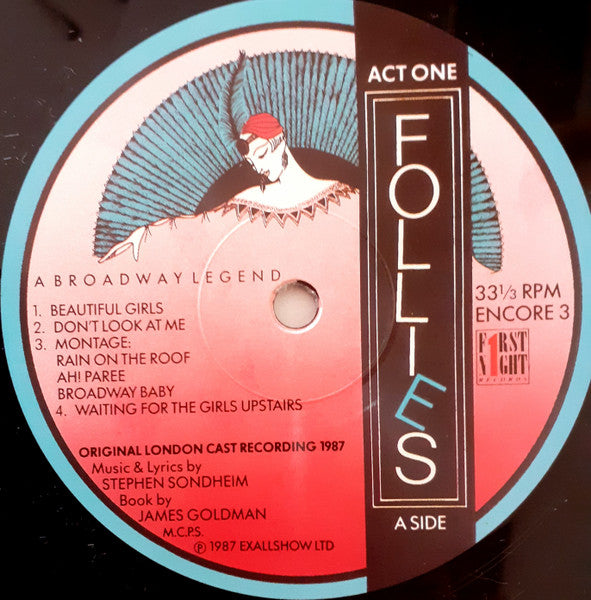 ACT ONE
FOLLIES
A BROADWAY LEGEND
1. BEAUTIFUL GIRLS
2. DON'T LOOK AT ME
3. MONTAGE:
RAIN ON THE ROOF
AH! PAREE
BROADWAY BABY
4. WAITING FOR THE GIRLS UPSTAIRS
33⅓ RPM
ENCORE 3
F1RST
N1GHT
RECORDS
ORIGINAL LONDON CAST RECORDING 1987
Music & Lyrics by
STEPHEN SONDHEIM
Book by
JAMES GOLDMAN
M.C.P.S.
℗ 1987 EXALLSHOW LTD
A SIDE